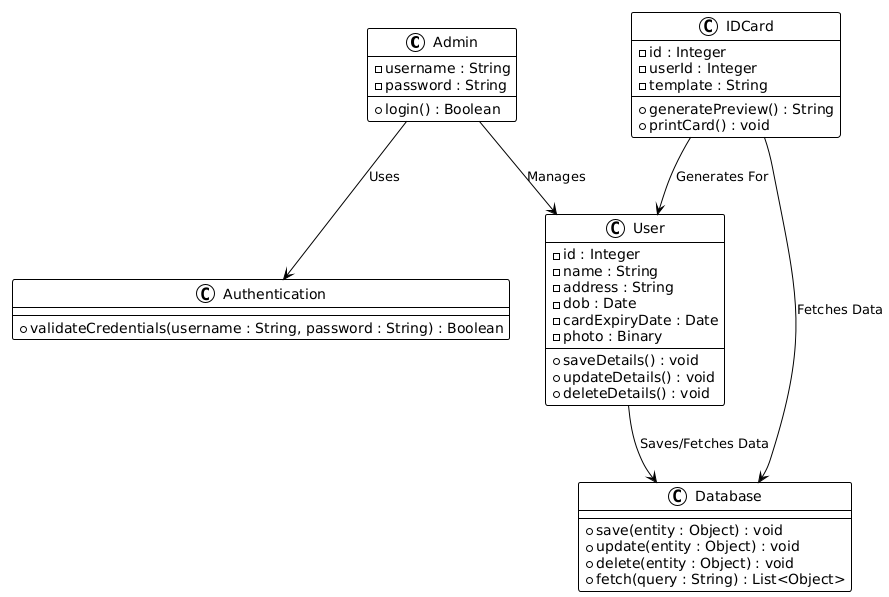 C Admin
username : String
password : String
login() : Boolean
C IDCard
id : Integer
userId : Integer
template : String
generatePreview() : String
printCard() : void
Uses
Manages
Generates For
C User
id : Integer
name : String
address : String
dob : Date
cardExpiryDate : Date
photo : Binary
saveDetails() : void
updateDetails() : void
deleteDetails() : void
C Authentication
validateCredentials(username : String, password : String) : Boolean
Fetches Data
Saves/Fetches Data
C Database
save(entity : Object) : void
update(entity : Object) : void
delete(entity : Object) : void
fetch(query : String) : List<Object>